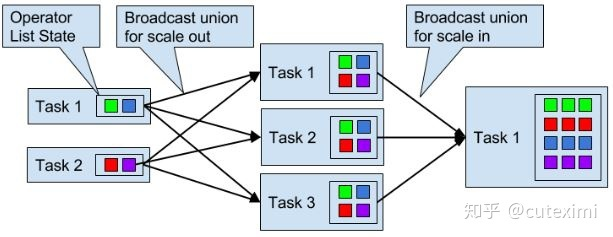 Operator
List State
Broadcast union
for scale out
Broadcast union
for scale in
Task 1
Task 2
Task 1
Task 2
Task 3
Task 1
知乎 @cuteximi